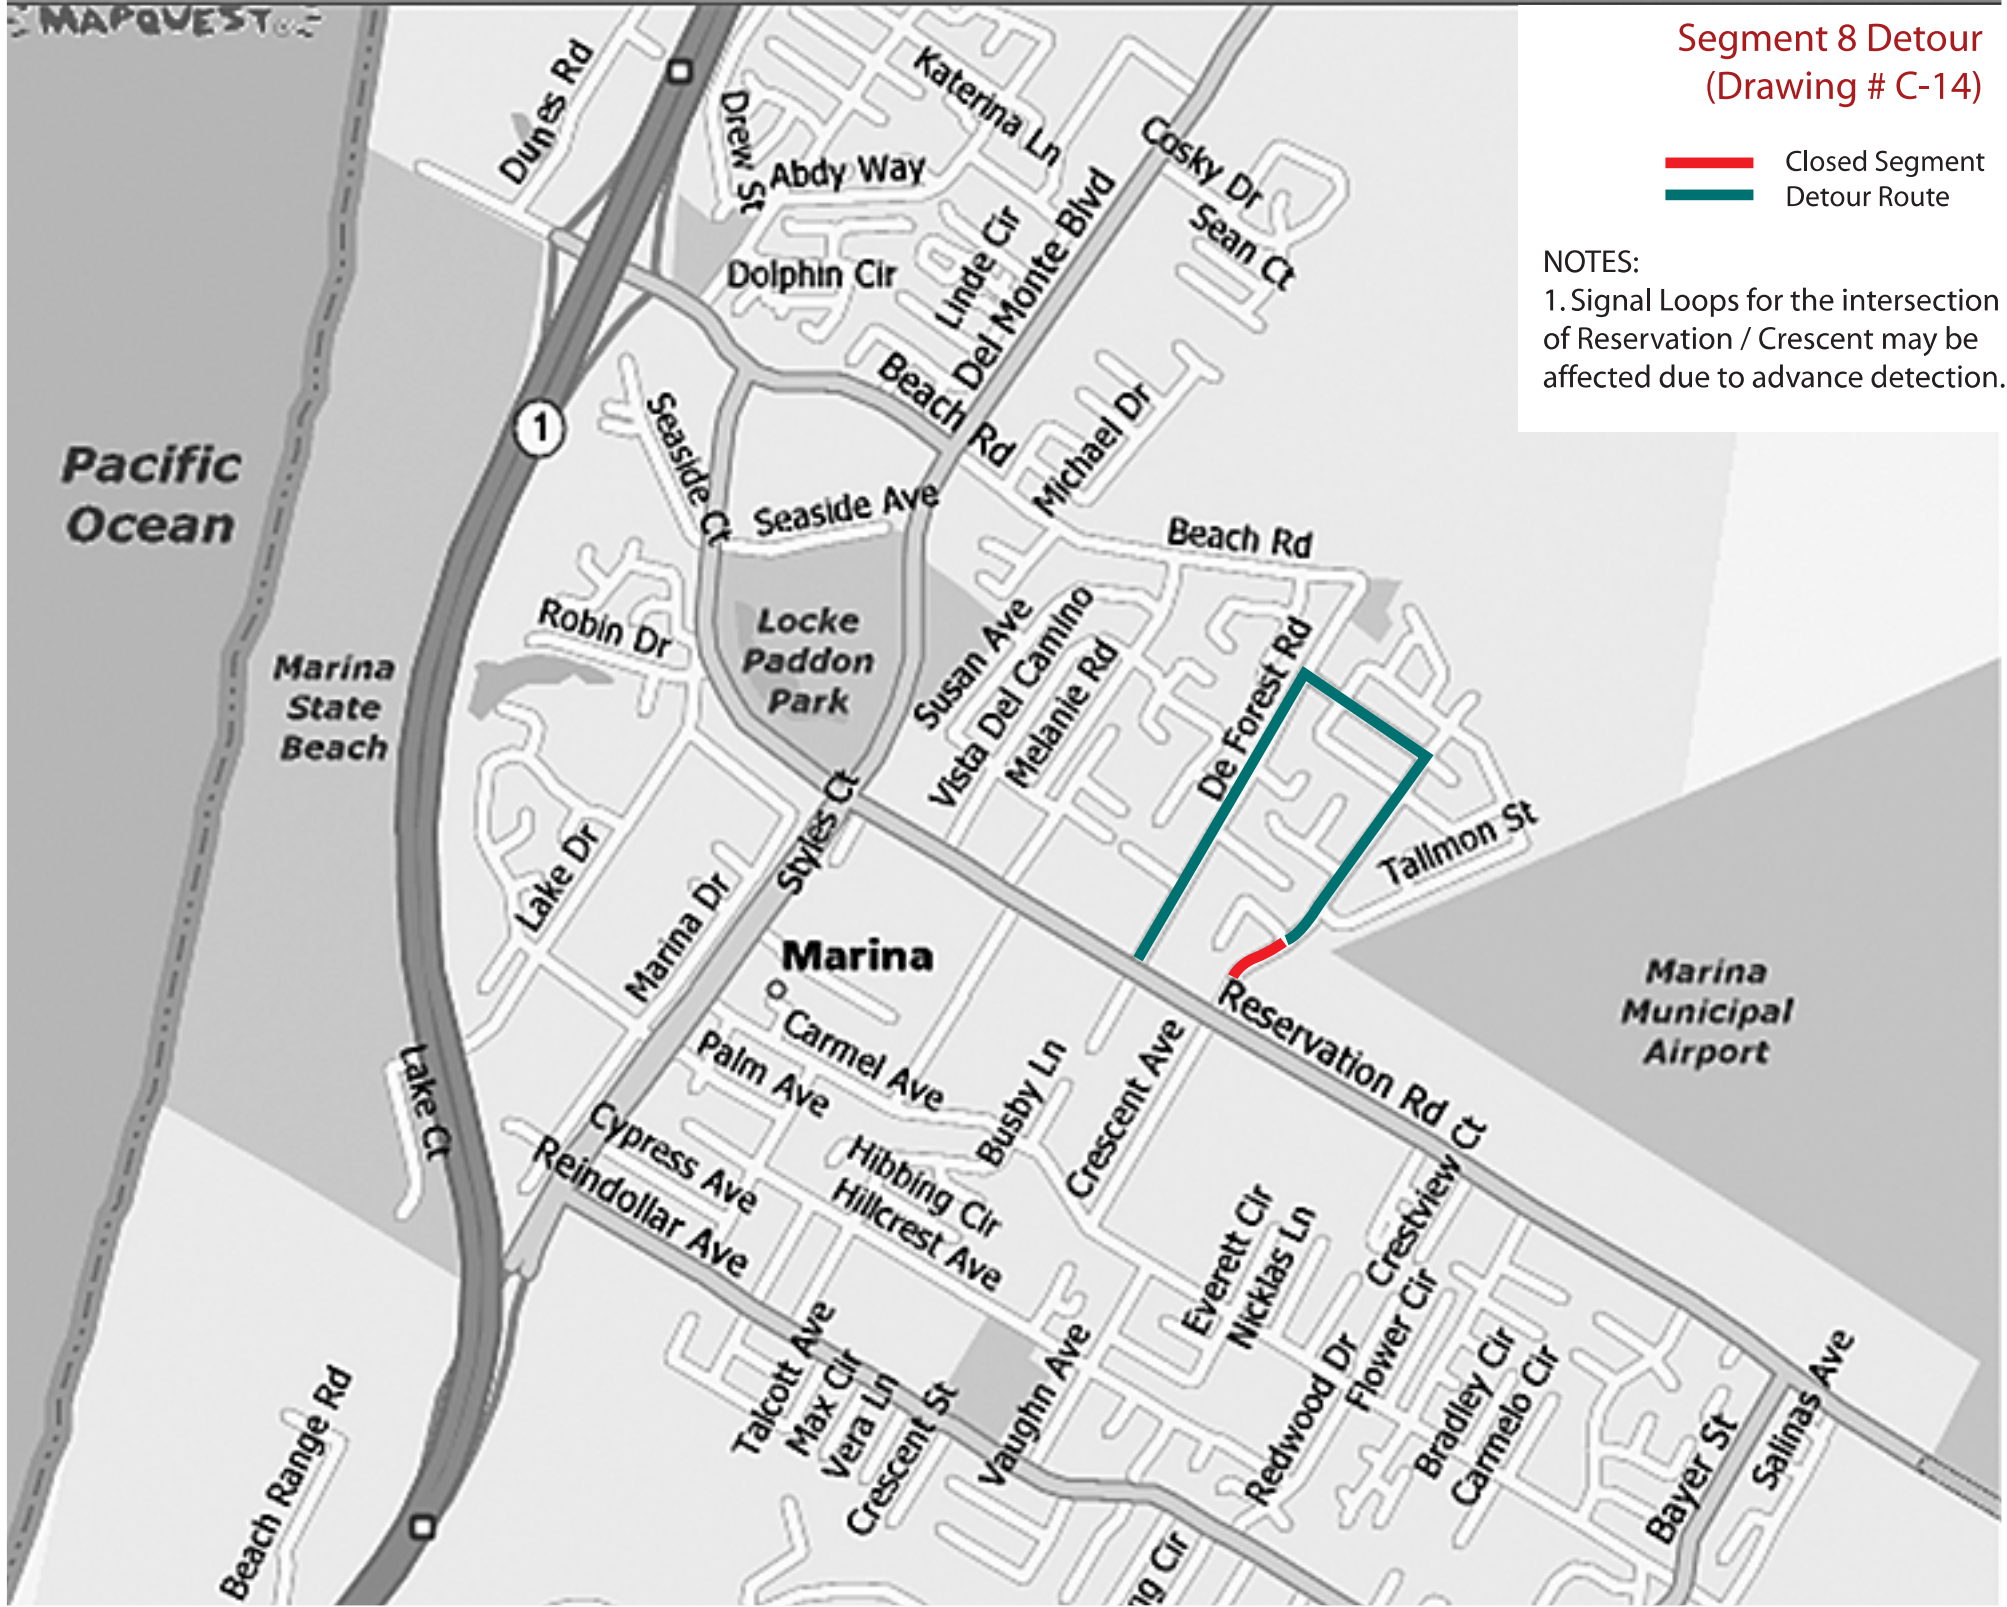 MAPQUEST
Segment 8 Detour
(Drawing # C-14)
Closed Segment
Detour Route
NOTES:
1. Signal Loops for the intersection
of Reservation / Crescent may be
affected due to advance detection.
Dunes Rd
Drew St
Katerina Ln
Abdy Way
Cosky Dr
Sean Ct
Dolphin Cir
Linde Cir
Del Monte Blvd
Beach Rd
Michael Dr
1
Seaside Ct
Seaside Ave
Beach Rd
Pacific
Ocean
Robin Dr
Locke
Paddon
Park
Marina
State
Beach
Susan Ave
Vista Del Camino
Melanie Rd
De Forest Rd
Tallmon St
Styles Ct
Lake Dr
Marina Dr
Marina
Reservation Rd
Ct
Marina
Municipal
Airport
Carmel Ave
Palm Ave
Busby Ln
Crescent Ave
Lake Ct
Cypress Ave
Reindollar Ave
Hibbing Cir
Hillcrest Ave
Everett Cir
Nicklas Ln
Crestview
Flower Cir
Redwood Dr
Bradley Cir
Carmelo Cir
Talcott Ave
Max Cir
Vera Ln
Crescent St
Vaughn Ave
Bayer St
Salinas Ave
Beach Range Rd
ng Cir